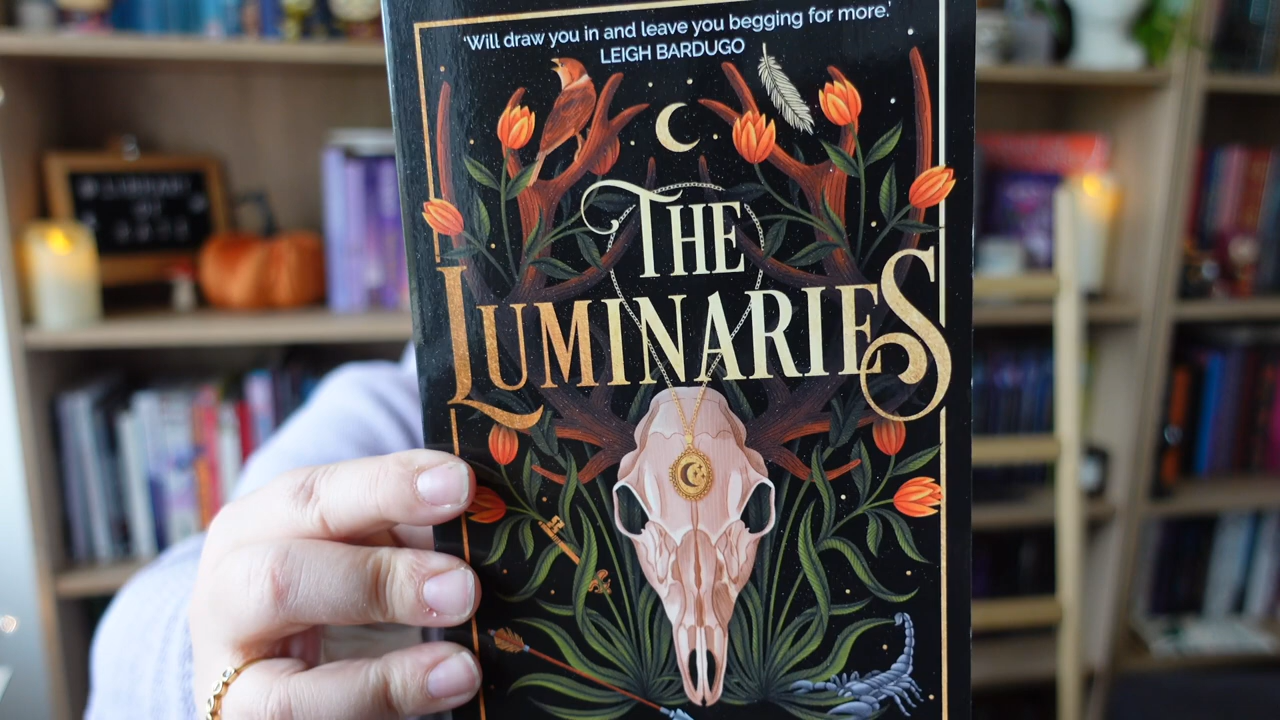 ‘Will draw you in and leave you begging for more.’
LEIGH BARDUGO
THE
LUMINARIES